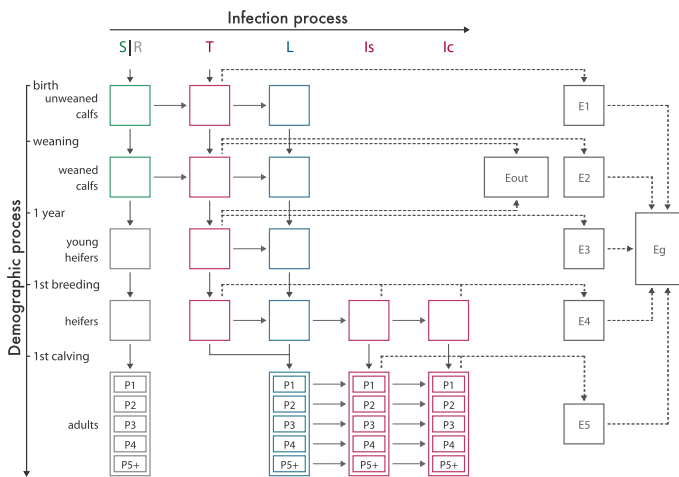 Infection process
S|R T L Is Ic
birth
unweaned
calfs
E1
weaning
weaned
calfs
Eout E2
1 year
young
heifers
E3 Eg
1st breeding
heifers
E4
1st calving
P1 P1 P1 P1
P2 P2 P2 P2
adults P3 P3 P3 P3 E5
P4 P4 P4 P4
P5+ P5+ P5+ P5+
Demographic process